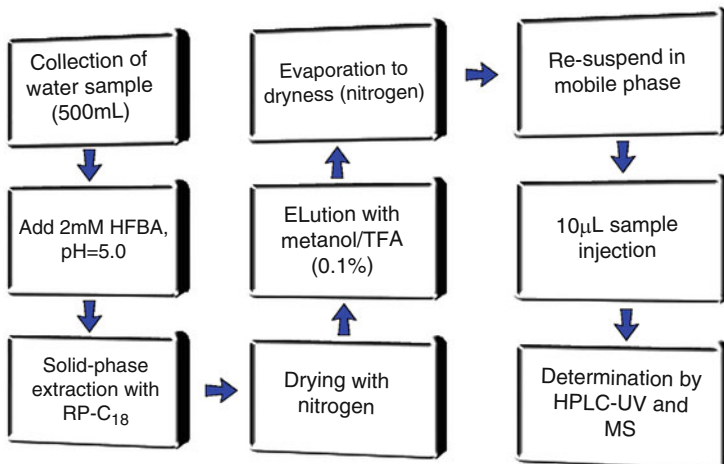 Collection of
water sample
(500mL)
Add 2mM HFBA,
pH=5.0
Solid-phase
extraction with
RP-C₁₈
Drying with
nitrogen
ELution with
metanol/TFA
(0.1%)
Evaporation to
dryness (nitrogen)
Re-suspend in
mobile phase
10μL sample
injection
Determination by
HPLC-UV and
MS